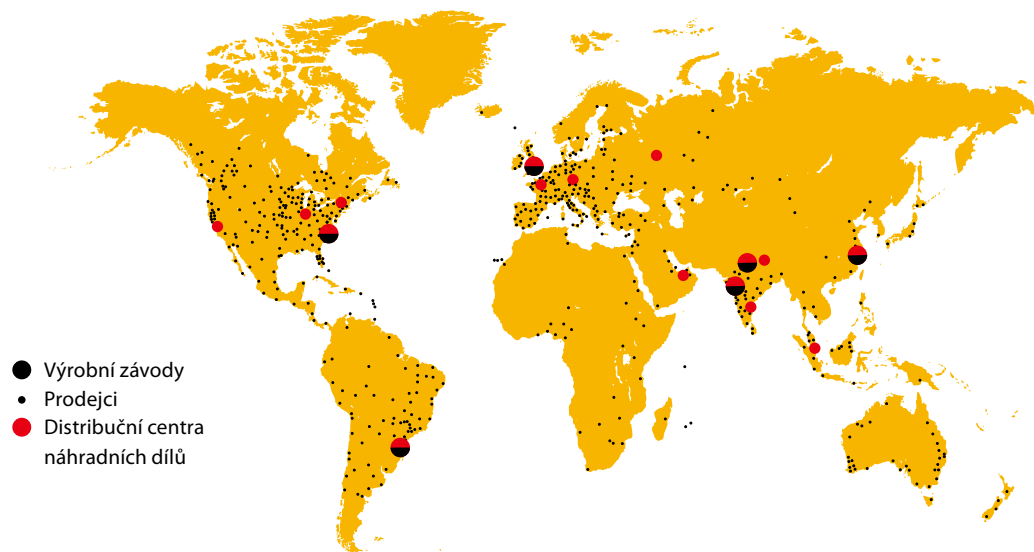 Výrobní závody
Prodejci
Distribuční centra
náhradních dílů